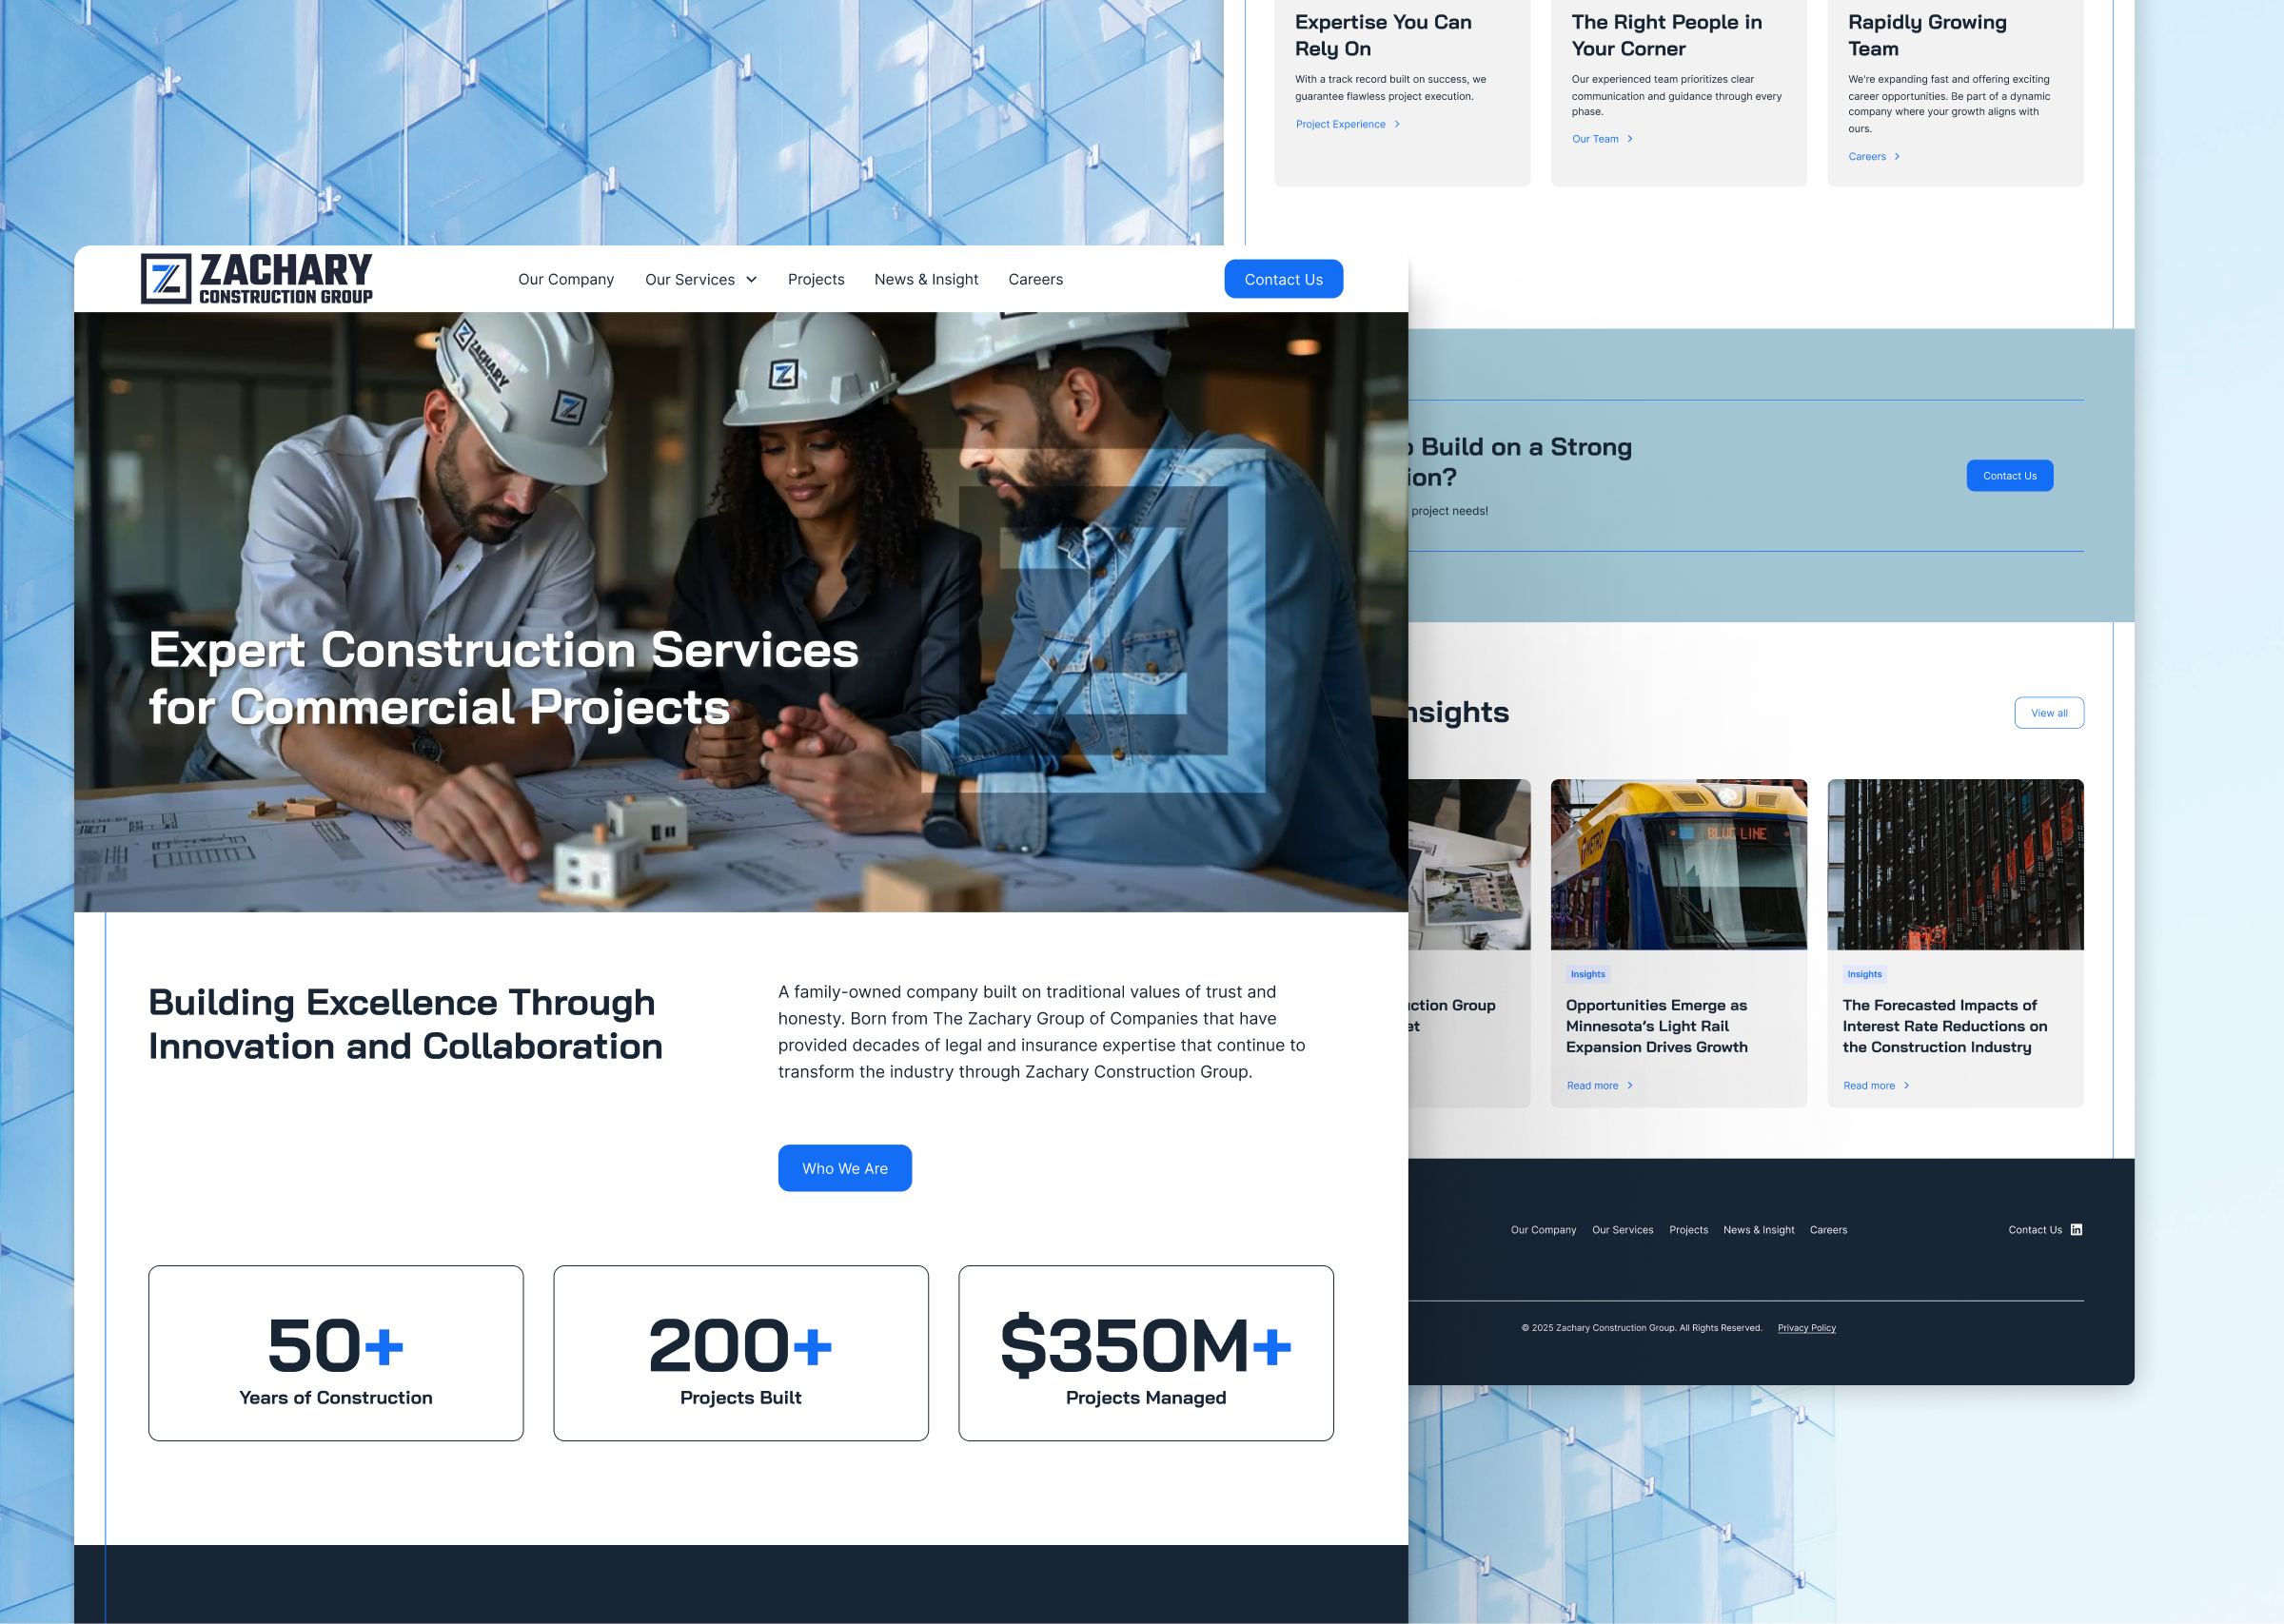 ZACHARY
CONSTRUCTION GROUP
Our Company
Our Services
Projects
News & Insight
Careers
Contact Us
Z ZACHARY
Z
Z
Expert Construction Services
for Commercial Projects
Building Excellence Through
Innovation and Collaboration
A family-owned company built on traditional values of trust and
honesty. Born from The Zachary Group of Companies that have
provided decades of legal and insurance expertise that continue to
transform the industry through Zachary Construction Group.
Who We Are
50+
Years of Construction
200+
Projects Built
$350M+
Projects Managed
Expertise You Can
Rely On
With a track record built on success, we
guarantee flawless project execution.
Project Experience
The Right People in
Your Corner
Our experienced team prioritizes clear
communication and guidance through every
phase.
Our Team
Rapidly Growing
Team
We're expanding fast and offering exciting
career opportunities. Be part of a dynamic
company where your growth aligns with
ours.
Careers
Build on a Strong
ion?
project needs!
Contact Us
nsights
View all
uction Group
et
METRO
BLUE LINE
Insights
Opportunities Emerge as
Minnesota’s Light Rail
Expansion Drives Growth
Read more
Insights
The Forecasted Impacts of
Interest Rate Reductions on
the Construction Industry
Read more
Our Company
Our Services
Projects
News & Insight
Careers
Contact Us
in
© 2025 Zachary Construction Group. All Rights Reserved.
Privacy Policy